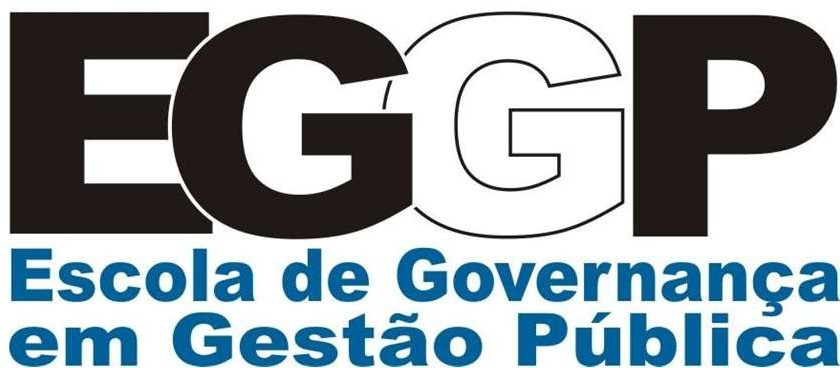 EGGP
Escola de Governança
em Gestão Pública